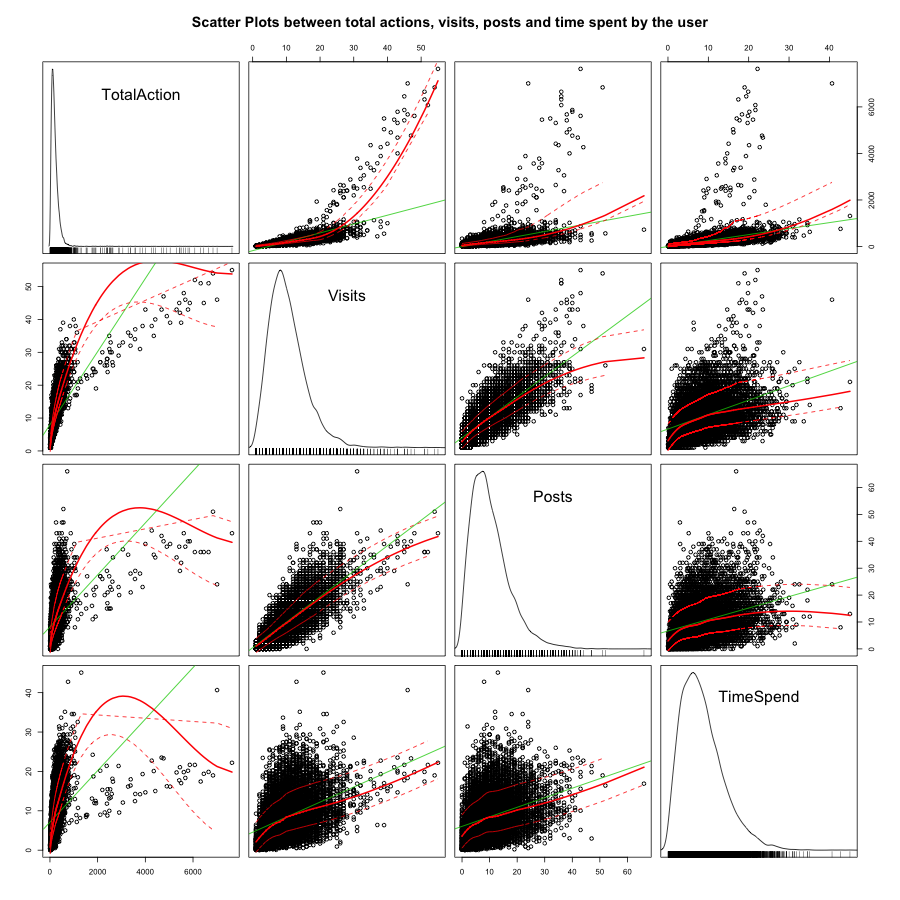 Scatter Plots between total actions, visits, posts and time spent by the user
0 10 20 30 40 50
0 10 20 30 40
TotalAction
0 2000 4000 6000
0 10 20 30 40 50
Visits
Posts
0 10 20 30 40 50 60
0 10 20 30 40
TimeSpend
0 2000 4000 6000
0 10 20 30 40 50 60